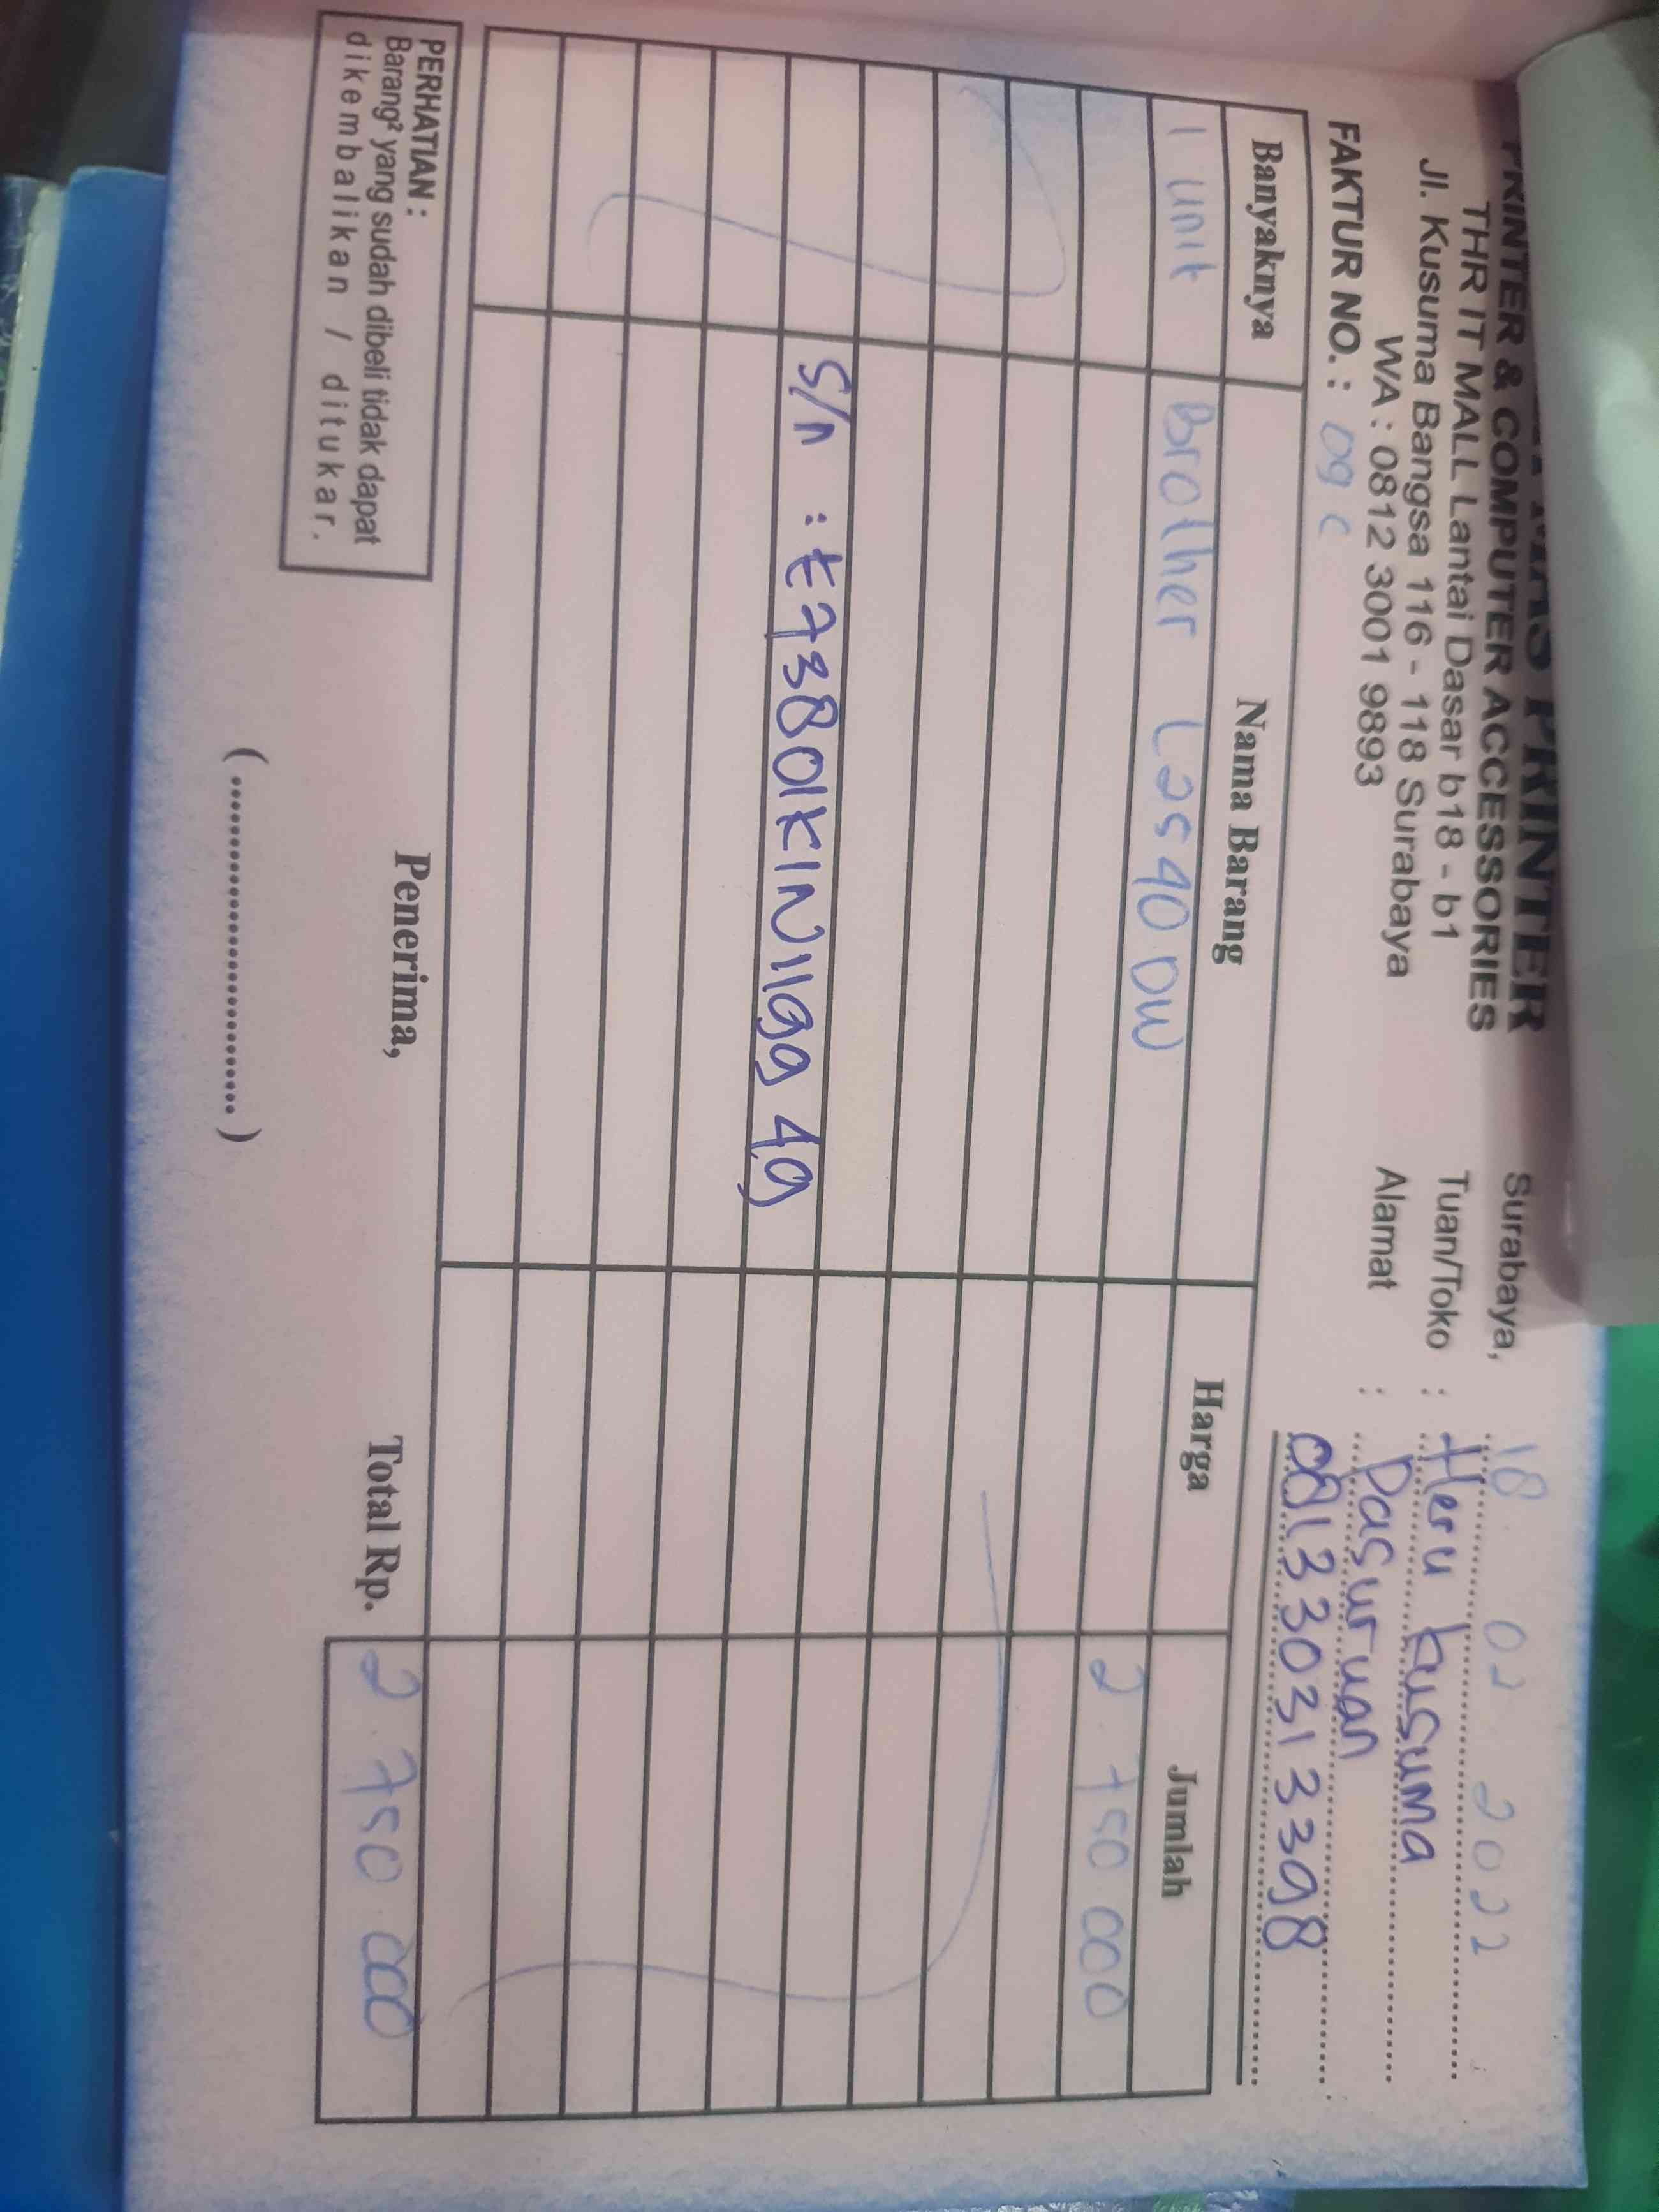 PRINTER
PRINTER & COMPUTER ACCESSORIES
THR IT MALL Lantai Dasar b18 - b1
Jl. Kusuma Bangsa 116 - 118 Surabaya
WA : 0812 3001 9893
FAKTUR NO. :
Surabaya, 18 02 2022
Tuan/Toko : Heru kusuma
Alamat : Pasuruan
081330313398
Banyaknya Nama Barang Harga Jumlah
1 unit Brother L2540 DW 2 750 000
S/n : E73801K1N119949
PERHATIAN :
Barang² yang sudah dibeli tidak dapat
dikembalikan / ditukar.
Penerima,
Total Rp. 2.750.000
(..............................)